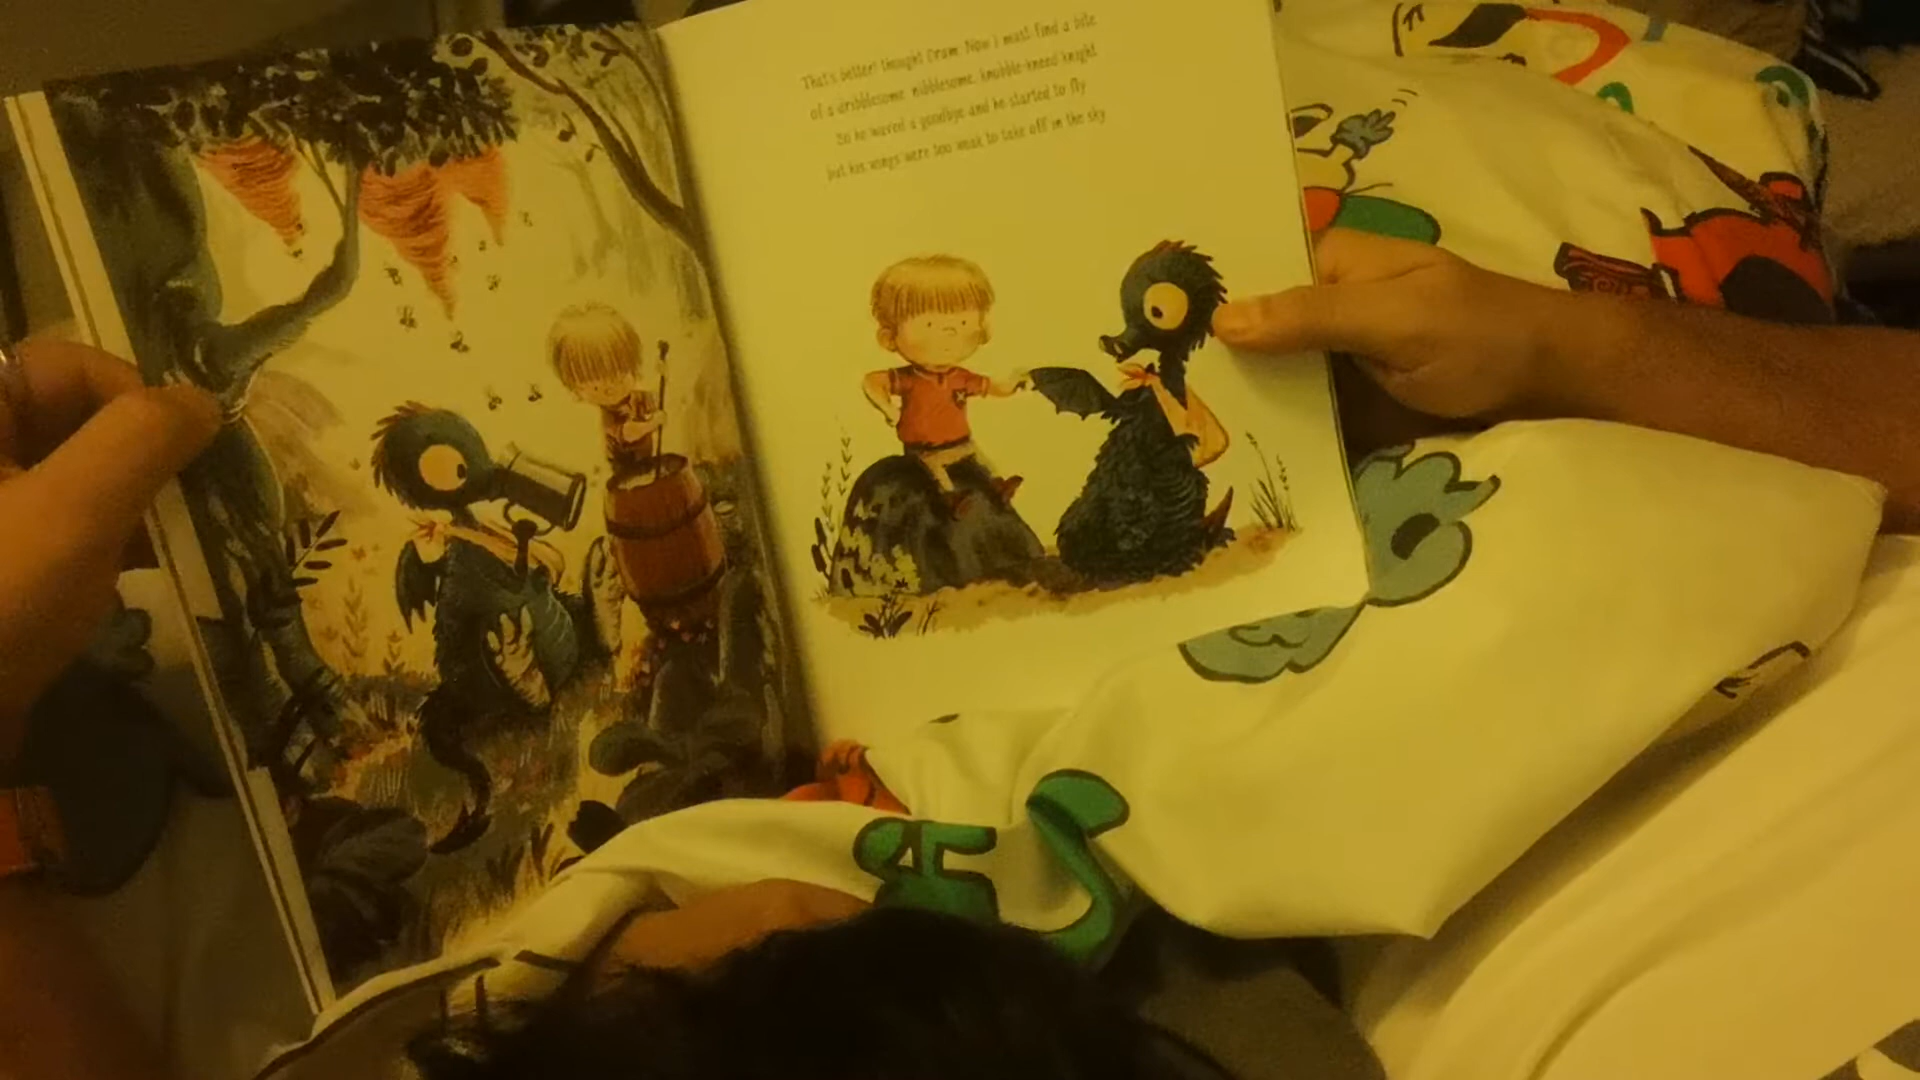 That's better! thought Gram. Now I must find a bite
of a dribblesome, nibblesome, knobble-kneed knight
So he waved a goodbye and he started to fly
but his wings were too weak to take off in the sky